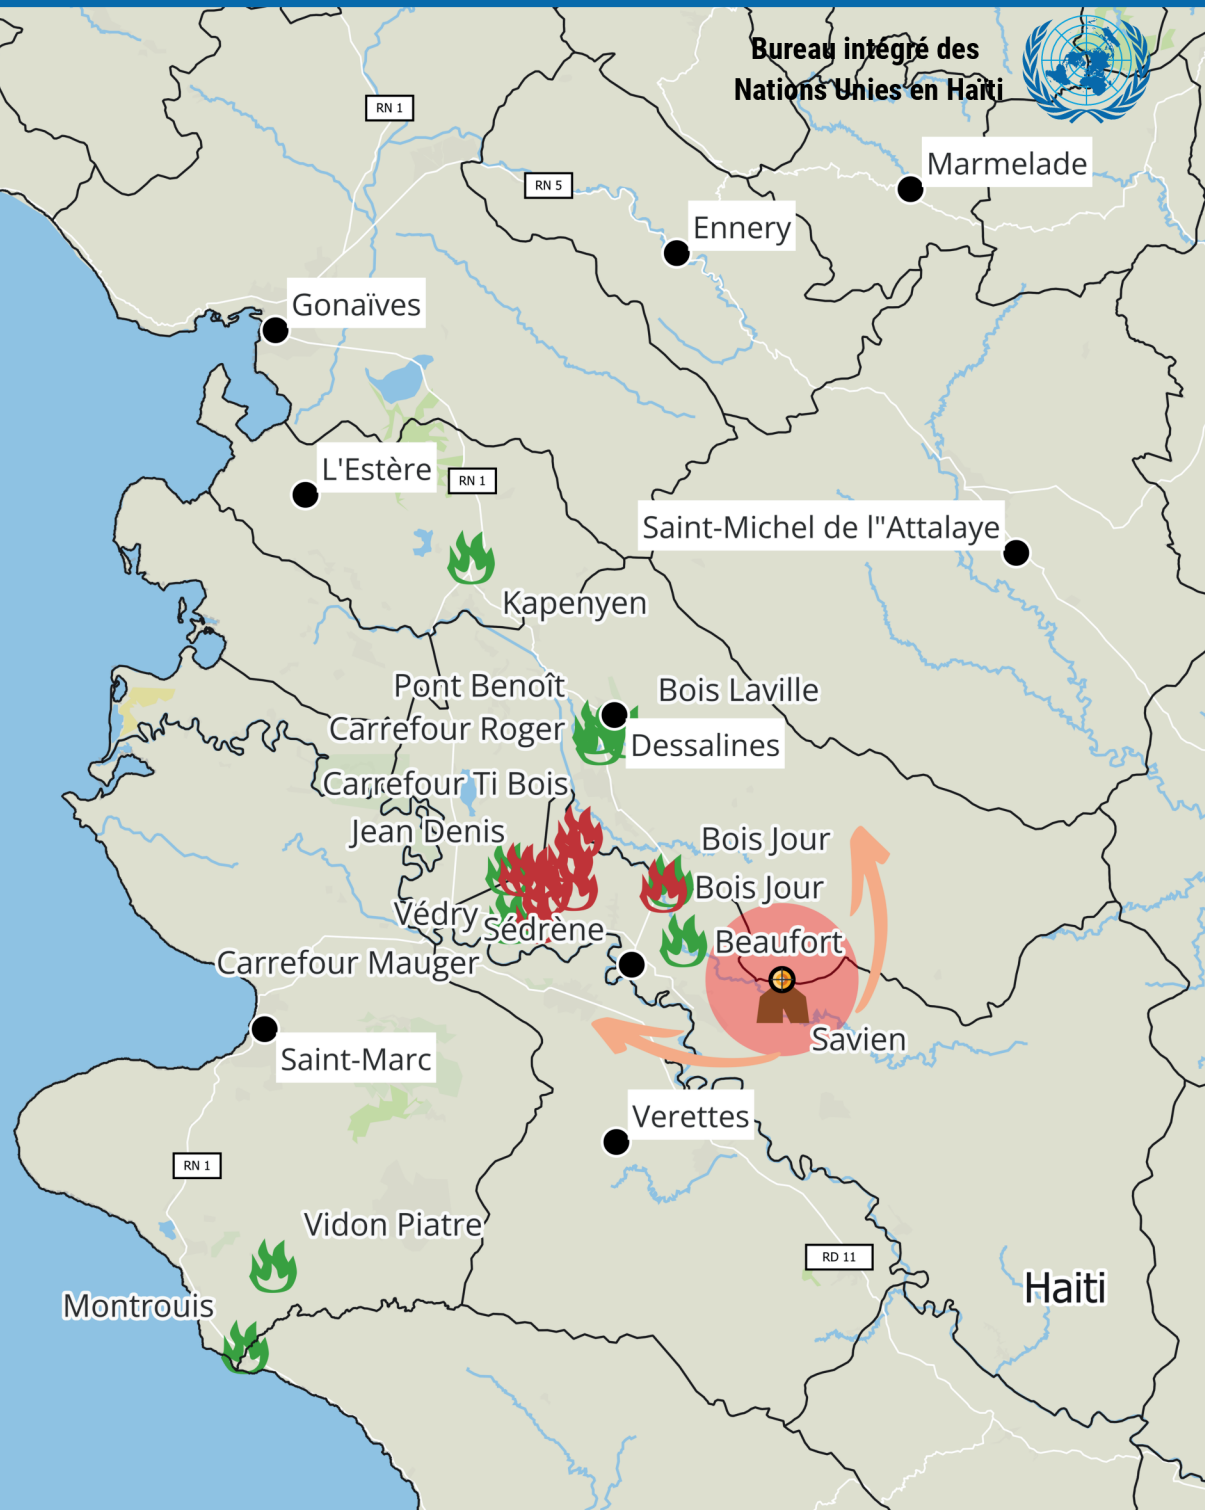 Bureau intégré des
Nations Unies en Haïti
RN 1
Marmelade
RN 5
Ennery
Gonaïves
L'Estère
RN 1
Saint-Michel de l"Attalaye
Kapenyen
Pont Benoît
Bois Laville
Carrefour Roger
Dessalines
Carrefour Ti Bois
Jean Denis
Bois Jour
Bois Jour
Védry
Sédrène
Beaufort
Carrefour Mauger
Savien
Saint-Marc
Verettes
RN 1
Vidon Piatre
RD 11
Haiti
Montrouis